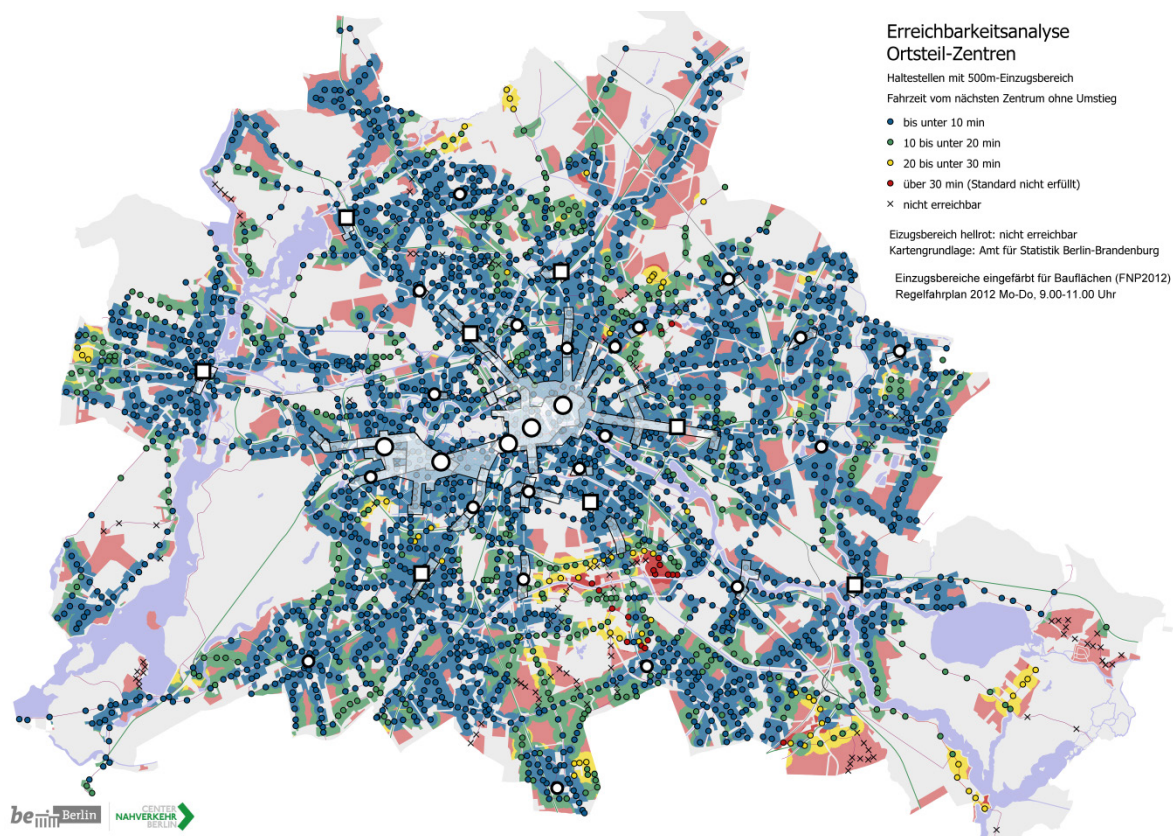 Erreichbarkeitsanalyse
Ortsteil-Zentren
Haltestellen mit 500m-Einzugsbereich
Fahrzeit vom nächsten Zentrum ohne Umstieg
bis unter 10 min
10 bis unter 20 min
20 bis unter 30 min
über 30 min (Standard nicht erfüllt)
nicht erreichbar
Eizugsbereich hellrot: nicht erreichbar
Kartengrundlage: Amt für Statistik Berlin-Brandenburg
Einzugsbereiche eingefärbt für Bauflächen (FNP2012)
Regelfahrplan 2012 Mo-Do, 9.00-11.00 Uhr
be Berlin
CENTER
NAHVERKEHR
BERLIN